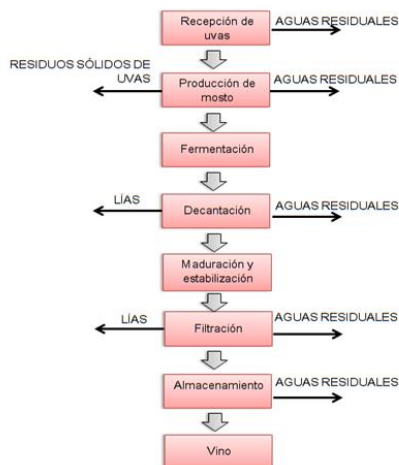 Recepción de
uvas
AGUAS RESIDUALES
RESIDUOS SÓLIDOS DE
UVAS
Producción de
mosto
AGUAS RESIDUALES
Fermentación
LÍAS
Decantación
AGUAS RESIDUALES
Maduración y
estabilización
LÍAS
Filtración
AGUAS RESIDUALES
Almacenamiento
AGUAS RESIDUALES
Vino